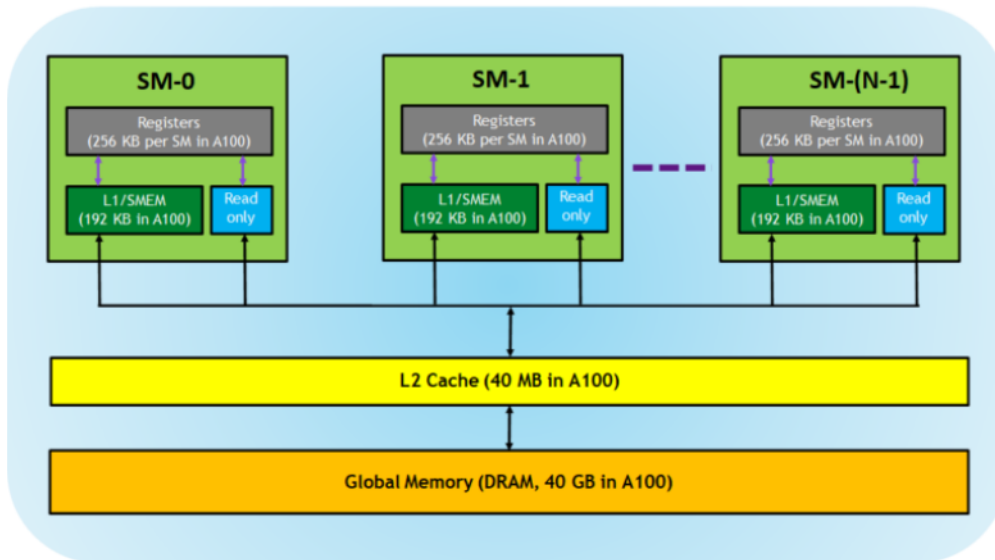 SM-0
Registers
(256 KB per SM in A100)
L1/SMEM
(192 KB in A100)
Read
only
SM-1
Registers
(256 KB per SM in A100)
L1/SMEM
(192 KB in A100)
Read
only
SM-(N-1)
Registers
(256 KB per SM in A100)
L1/SMEM
(192 KB in A100)
Read
only
L2 Cache (40 MB in A100)
Global Memory (DRAM, 40 GB in A100)